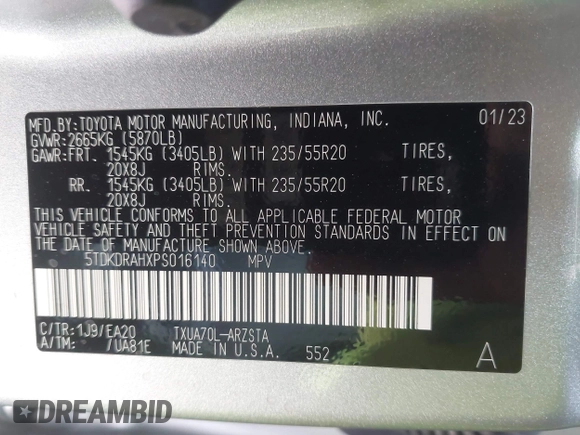 MFD.BY:TOYOTA MOTOR MANUFACTURING, INDIANA, INC. 01/23
GVWR:2665KG (5870LB)
GAWR:FRT. 1545KG (3405LB) WITH 235/55R20 TIRES,
20X8J RIMS.
RR. 1545KG (3405LB) WITH 235/55R20 TIRES,
20X8J RIMS.
THIS VEHICLE CONFORMS TO ALL APPLICABLE FEDERAL MOTOR
VEHICLE SAFETY AND THEFT PREVENTION STANDARDS IN EFFECT ON
THE DATE OF MANUFACTURE SHOWN ABOVE.
5TDKDRAHXPS016140 MPV
C/TR:1J9/EA20 TXUA70L-ARZSTA
A/TM: /UA81E MADE IN U.S.A. 552 A
DREAMBID